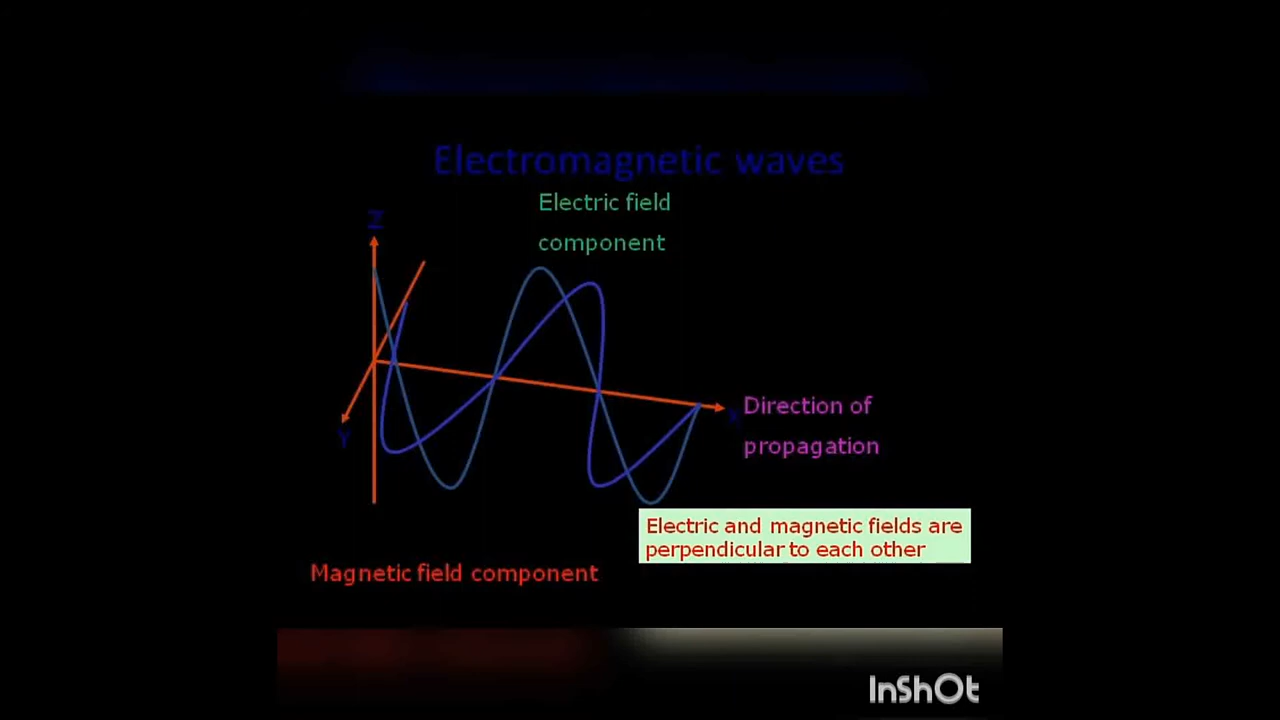 Electromagnetic waves
Electric field
component
Z
Direction of
X
Y
propagation
Electric and magnetic fields are
perpendicular to each other
Magnetic field component
InShOt